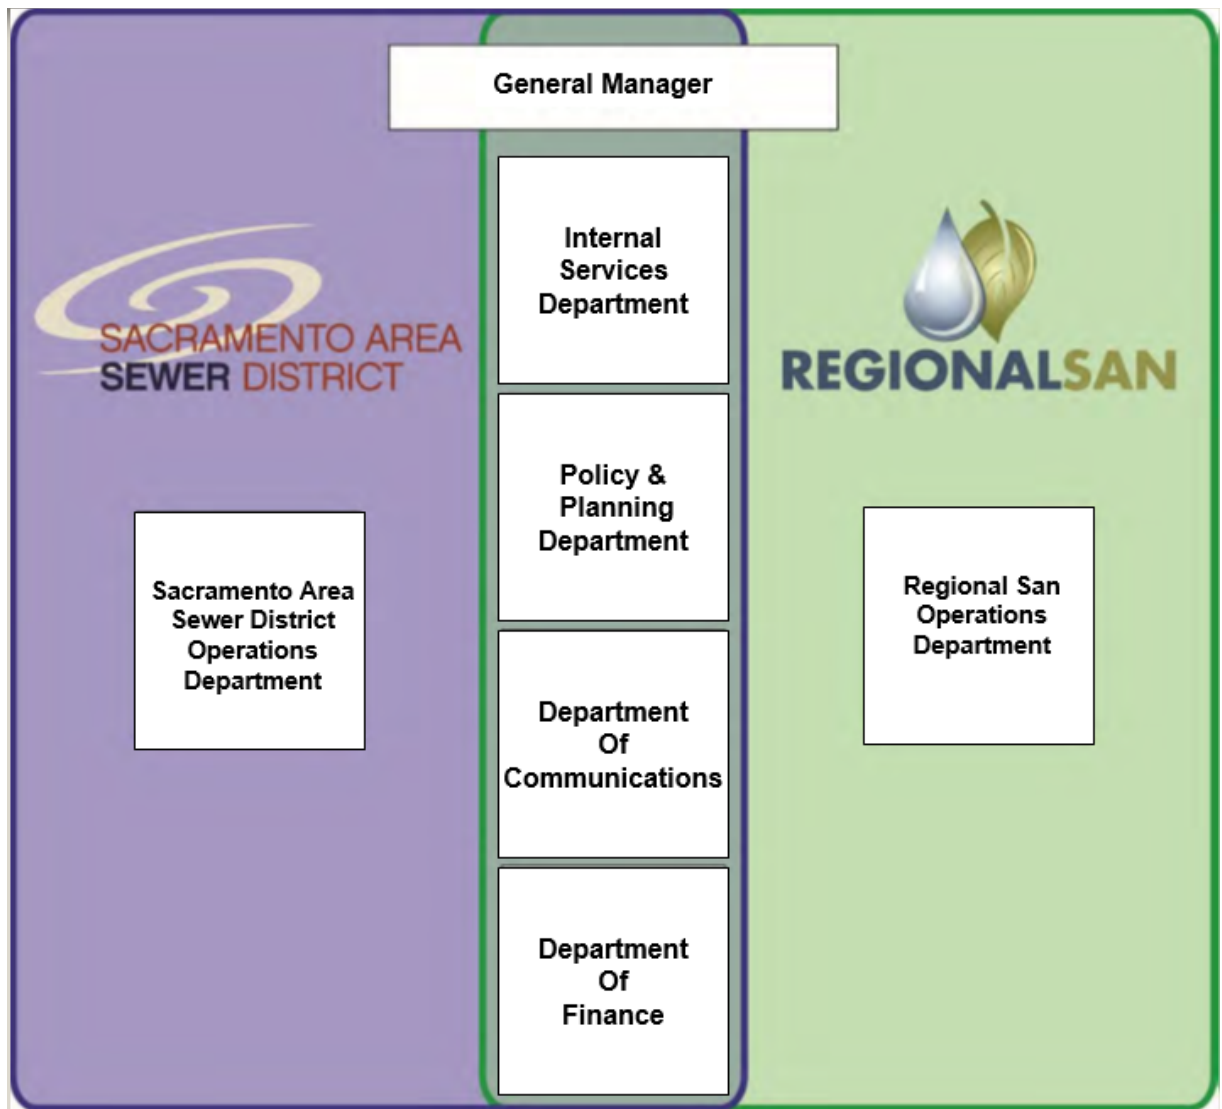 General Manager
Internal
Services
Department
SACRAMENTO AREA
SEWER DISTRICT
REGIONALSAN
Policy &
Planning
Department
Sacramento Area
Sewer District
Operations
Department
Regional San
Operations
Department
Department
Of
Communications
Department
Of
Finance